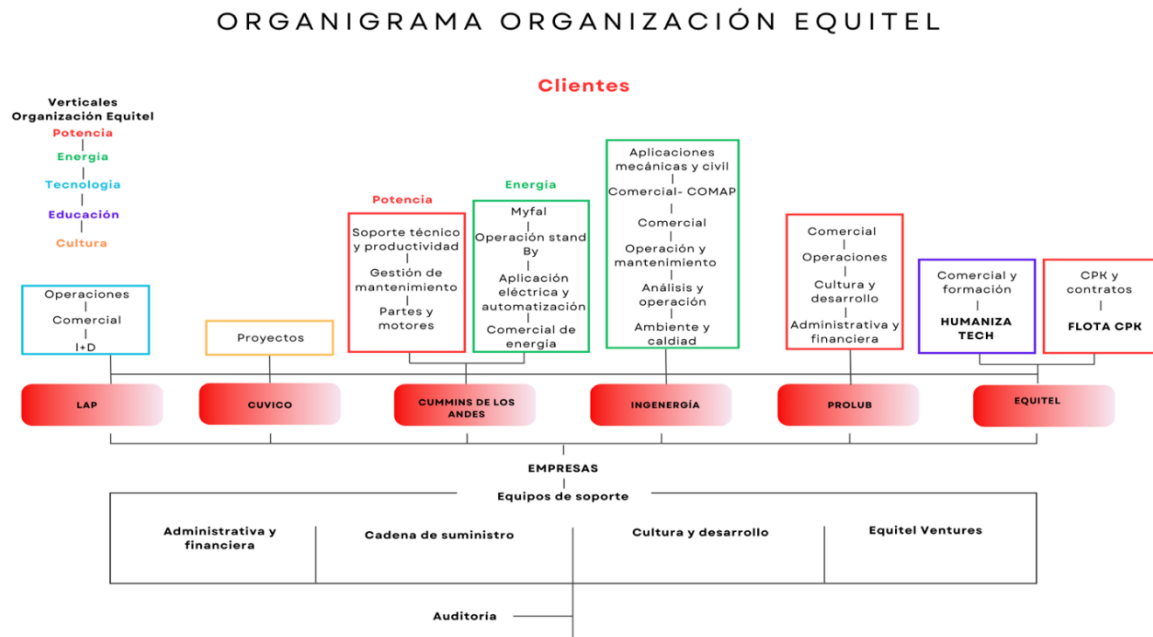 ORGANIGRAMA ORGANIZACIÓN EQUITEL
Clientes
Verticales
Organización Equitel
Potencia
Energía
Tecnologia
Educación
Cultura
Operaciones
Comercial
I+D
Proyectos
Potencia
Soporte técnico
y productividad
Gestión de
mantenimiento
Partes y
motores
Energía
Myfal
Operación stand
By
Aplicación
eléctrica y
automatización
Comercial de
energía
Aplicaciones
mecánicas y civil
Comercial- COMAP
Comercial
Operación y
mantenimiento
Análisis y
operación
Ambiente y
caldiad
Comercial
Operaciones
Cultura y
desarrollo
Administrativa y
financiera
Comercial y
formación
HUMANIZA
TECH
CPK y
contratos
FLOTA CPK
LAP
CUVICO
CUMMINS DE LOS
ANDES
INGENERGÍA
PROLUB
EQUITEL
EMPRESAS
Equipos de soporte
Administrativa y
financiera
Cadena de suministro
Cultura y desarrollo
Equitel Ventures
Auditoría